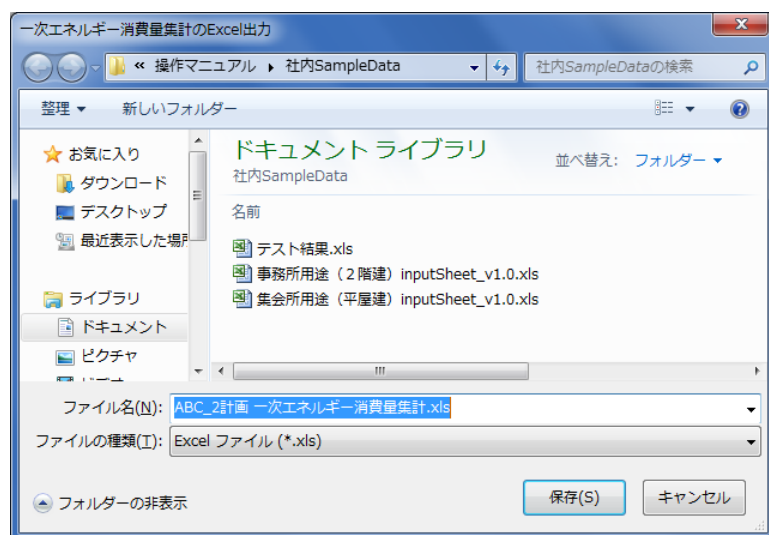 一次エネルギー消費量集計のExcel出力
« 操作マニュアル ▸ 社内SampleData
社内SampleDataの検索
整理 ▼ 新しいフォルダー
お気に入り
ダウンロード
デスクトップ
最近表示した場所
ライブラリ
ドキュメント
ピクチャ
ドキュメント ライブラリ
社内SampleData
並べ替え: フォルダー ▼
名前
テスト結果.xls
事務所用途（２階建）inputSheet_v1.0.xls
集会所用途（平屋建）inputSheet_v1.0.xls
ファイル名(N): ABC_2計画 一次エネルギー消費量集計.xls
ファイルの種類(T): Excel ファイル (*.xls)
フォルダーの非表示
保存(S)
キャンセル